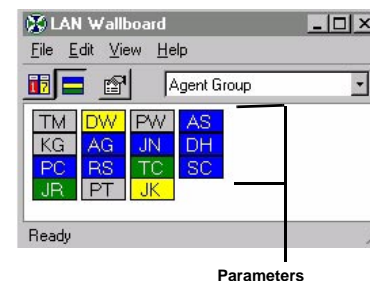 LAN Wallboard
File Edit View Help
Agent Group
TM DW PW AS
KG AG JN DH
PC RS TC SC
JR PT JK
Ready
Parameters